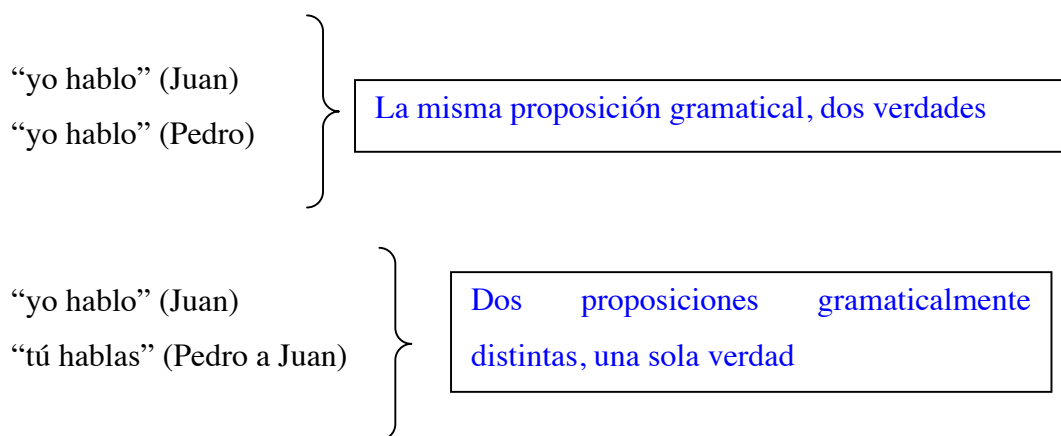 “yo hablo” (Juan)
“yo hablo” (Pedro)
La misma proposición gramatical, dos verdades
“yo hablo” (Juan)
“tú hablas” (Pedro a Juan)
Dos proposiciones gramaticalmente
distintas, una sola verdad